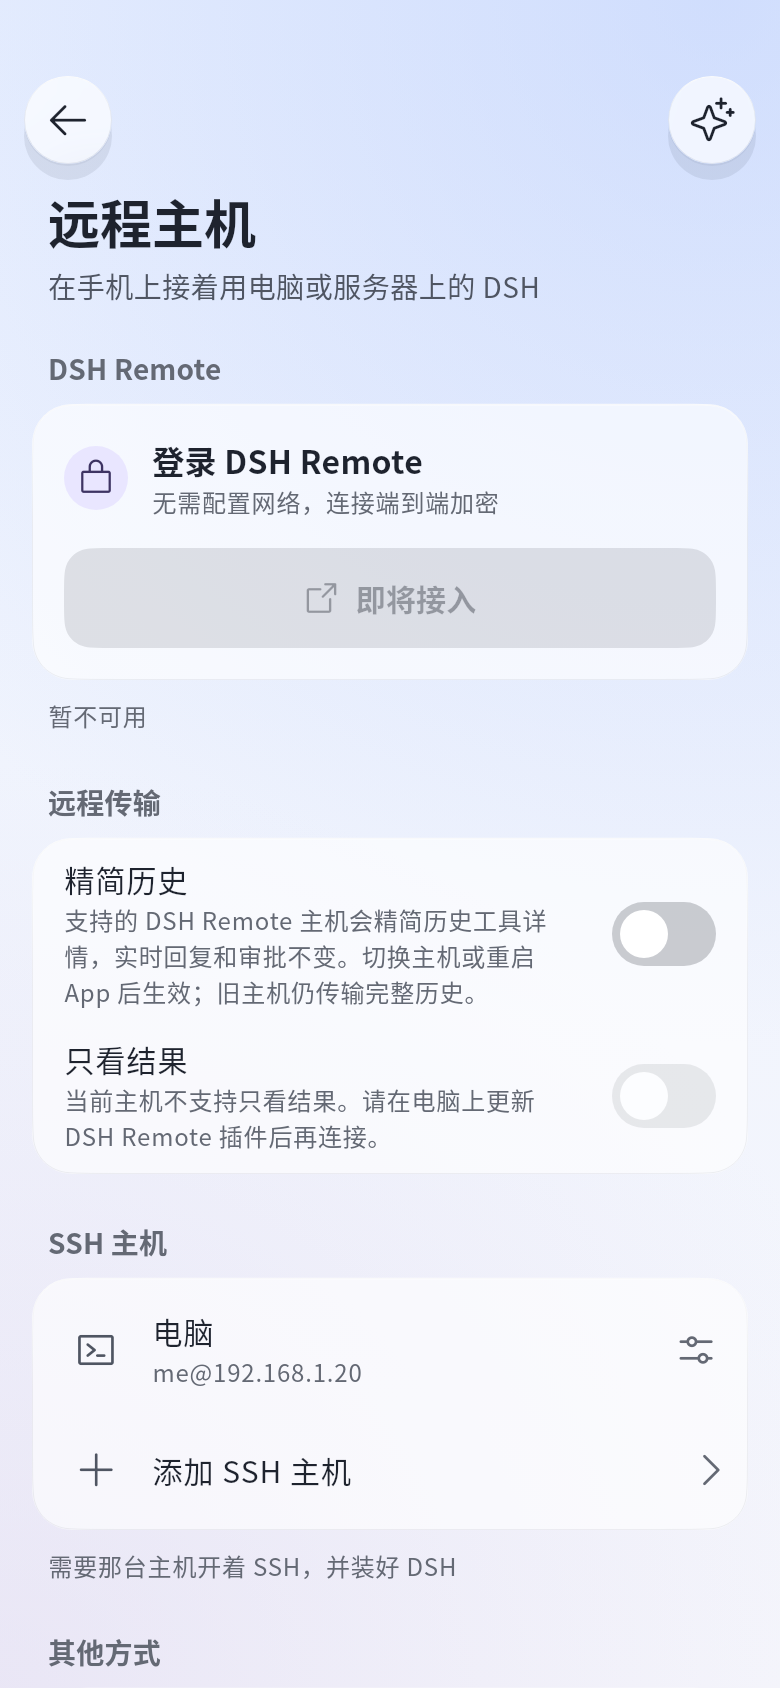 远程主机
在手机上接着用电脑或服务器上的 DSH
DSH Remote
登录 DSH Remote
无需配置网络，连接端到端加密
即将接入
暂不可用
远程传输
精简历史
支持的 DSH Remote 主机会精简历史工具详
情，实时回复和审批不变。切换主机或重启
App 后生效；旧主机仍传输完整历史。
只看结果
当前主机不支持只看结果。请在电脑上更新
DSH Remote 插件后再连接。
SSH 主机
电脑
me@192.168.1.20
添加 SSH 主机
需要那台主机开着 SSH，并装好 DSH
其他方式